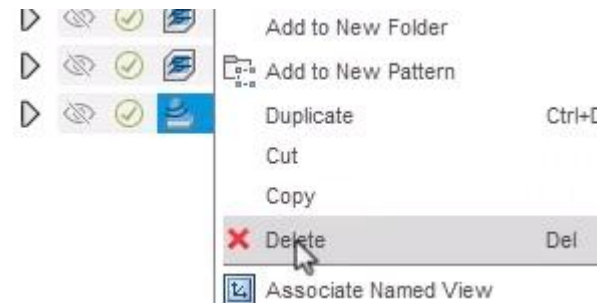 Add to New Folder
Add to New Pattern
Duplicate Ctrl+D
Cut
Copy
Delete Del
Associate Named View